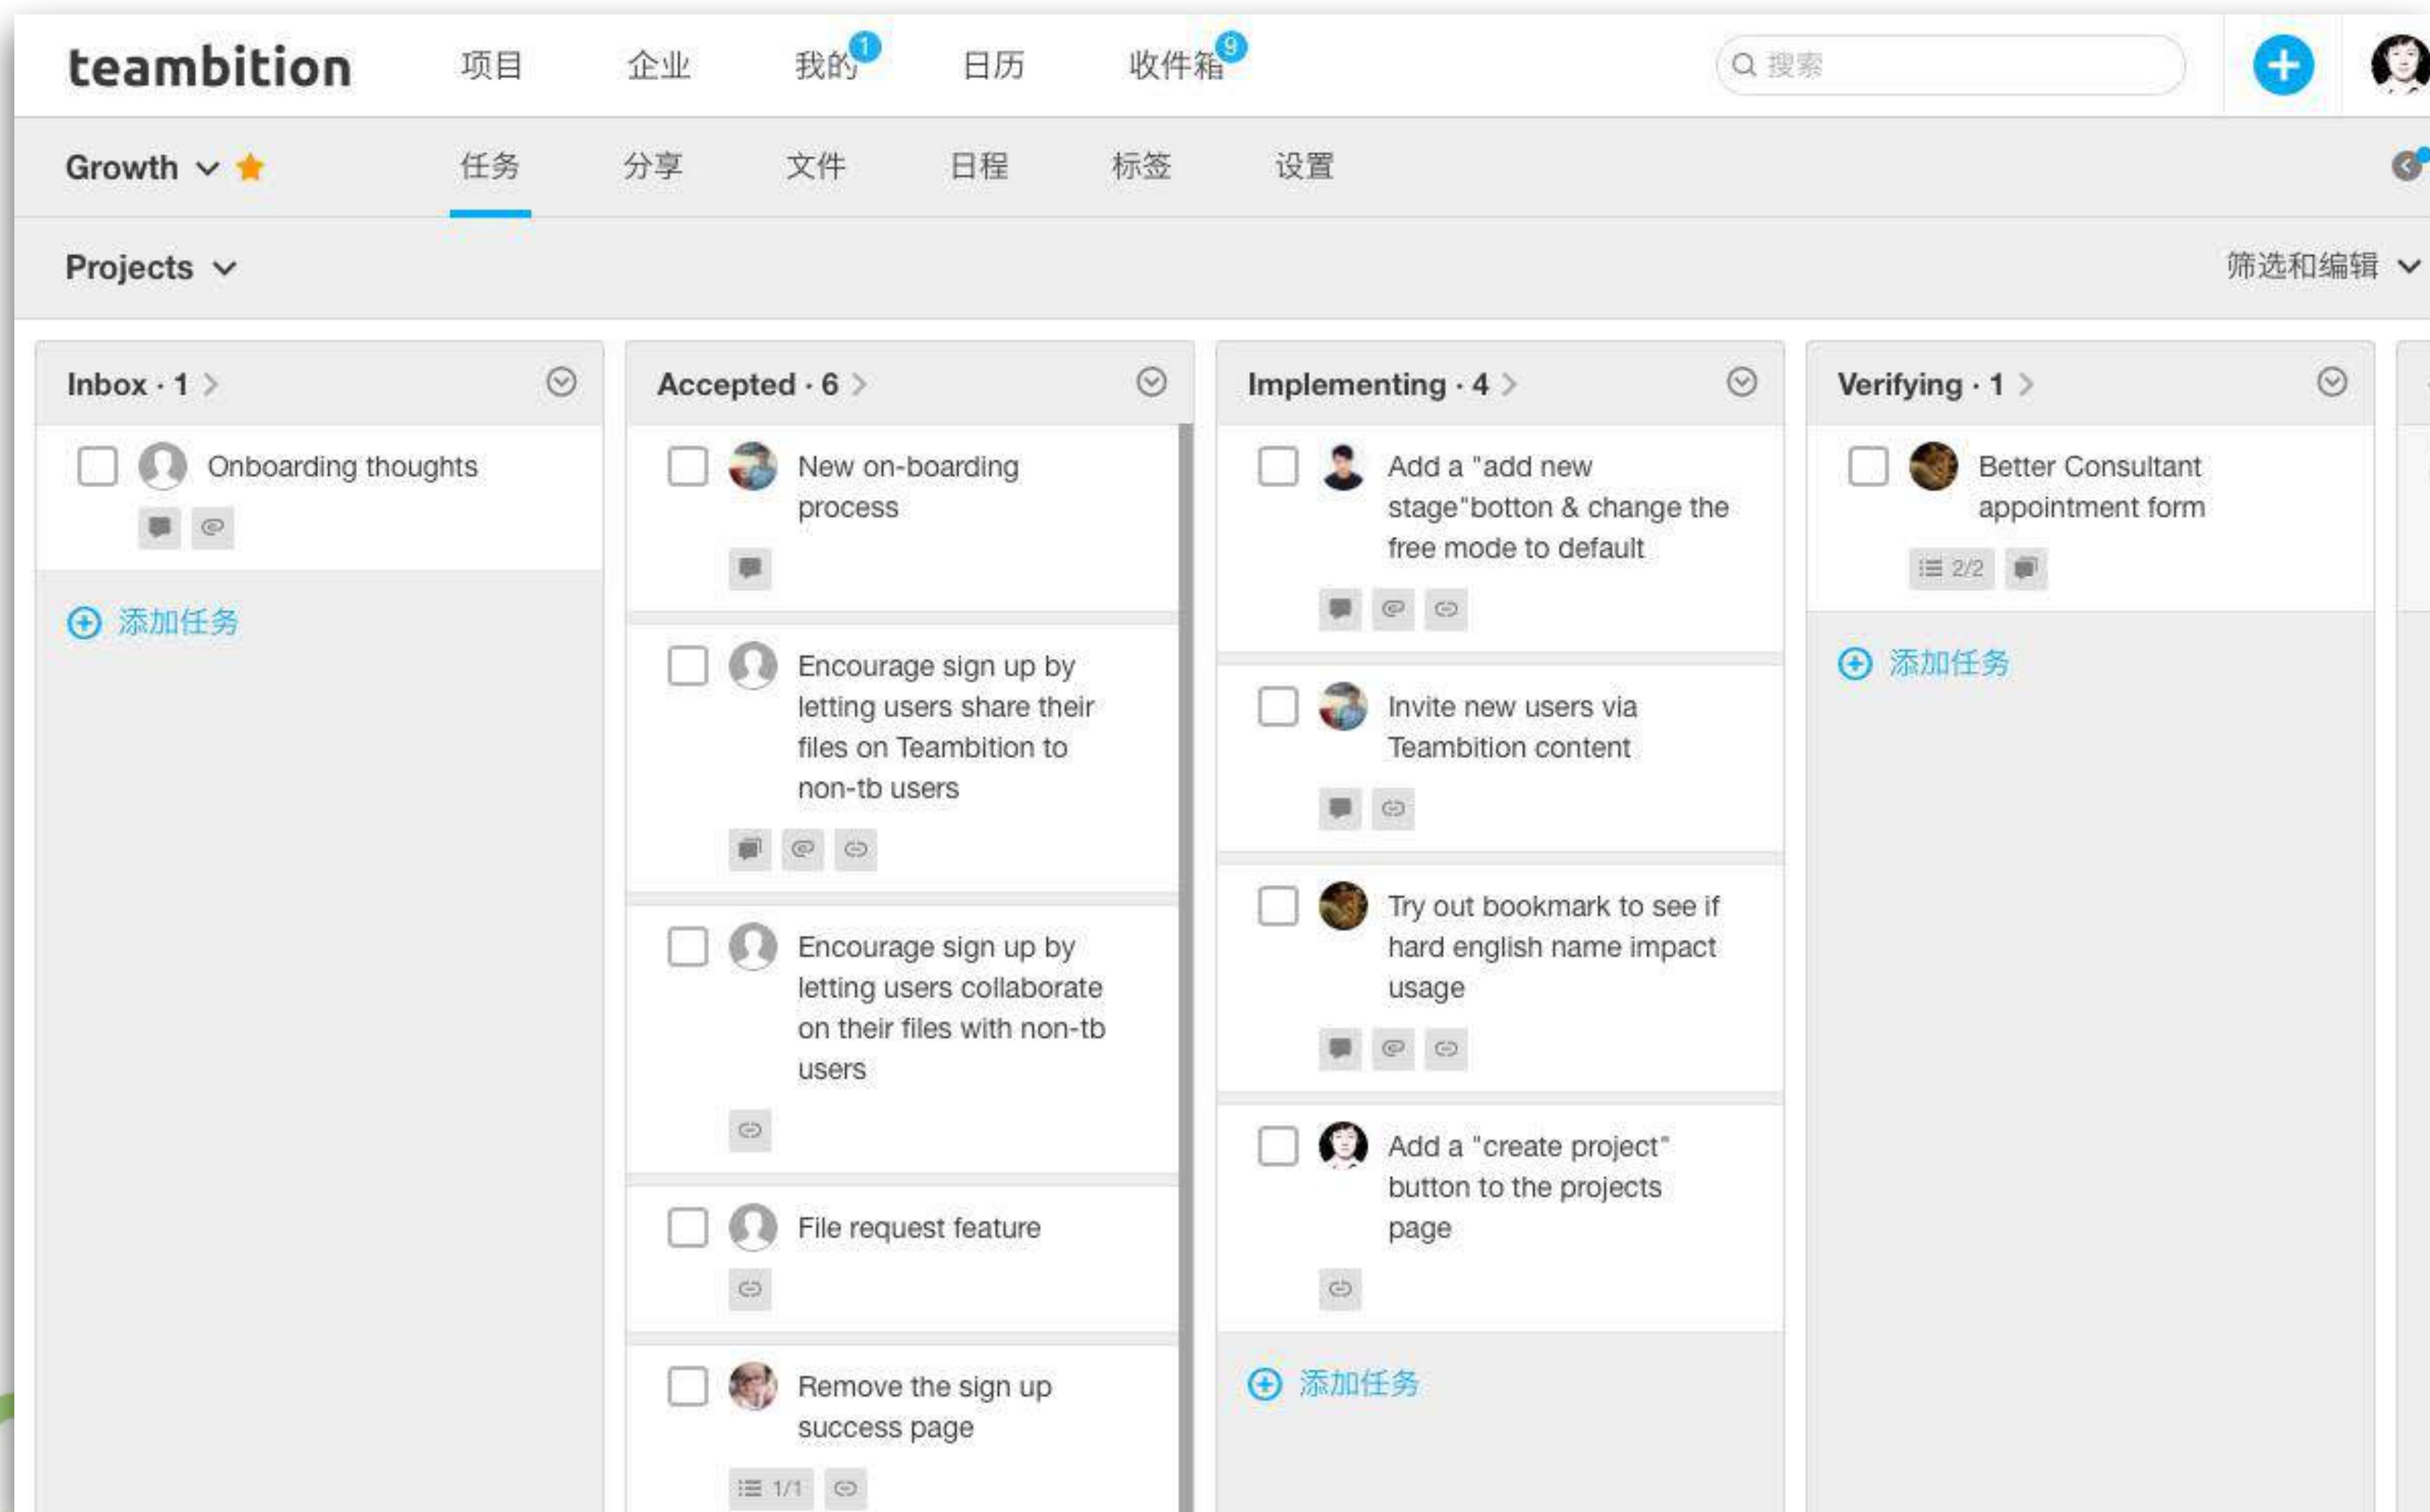 teambition
项目
企业
我的
1
日历
收件箱
9
搜索
Growth
任务
分享
文件
日程
标签
设置
Projects
筛选和编辑
Inbox · 1
Onboarding thoughts
添加任务
Accepted · 6
New on-boarding
process
Encourage sign up by
letting users share their
files on Teambition to
non-tb users
Encourage sign up by
letting users collaborate
on their files with non-tb
users
File request feature
Remove the sign up
success page
1/1
Implementing · 4
Add a "add new
stage"botton & change the
free mode to default
Invite new users via
Teambition content
Try out bookmark to see if
hard english name impact
usage
Add a "create project"
button to the projects
page
添加任务
Verifying · 1
Better Consultant
appointment form
2/2
添加任务